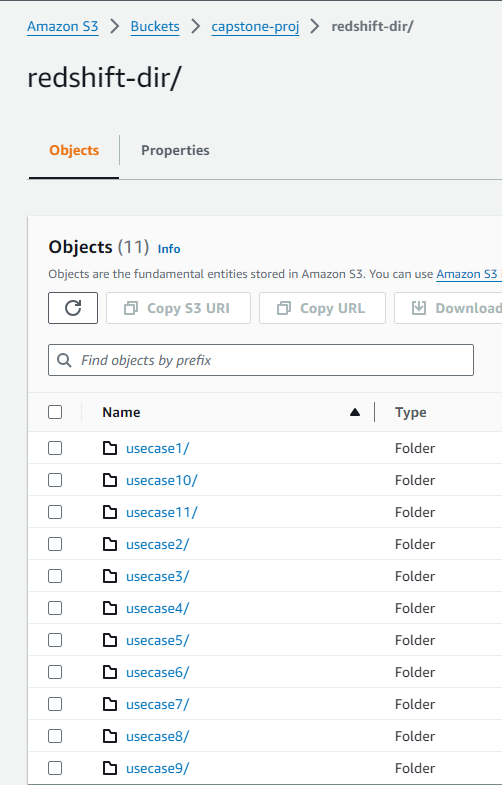 Amazon S3 > Buckets > capstone-proj > redshift-dir/
redshift-dir/
Objects Properties
Objects (11) Info
Objects are the fundamental entities stored in Amazon S3. You can use Amazon S3
Copy S3 URI Copy URL Download
Find objects by prefix
Name Type
usecase1/ Folder
usecase10/ Folder
usecase11/ Folder
usecase2/ Folder
usecase3/ Folder
usecase4/ Folder
usecase5/ Folder
usecase6/ Folder
usecase7/ Folder
usecase8/ Folder
usecase9/ Folder